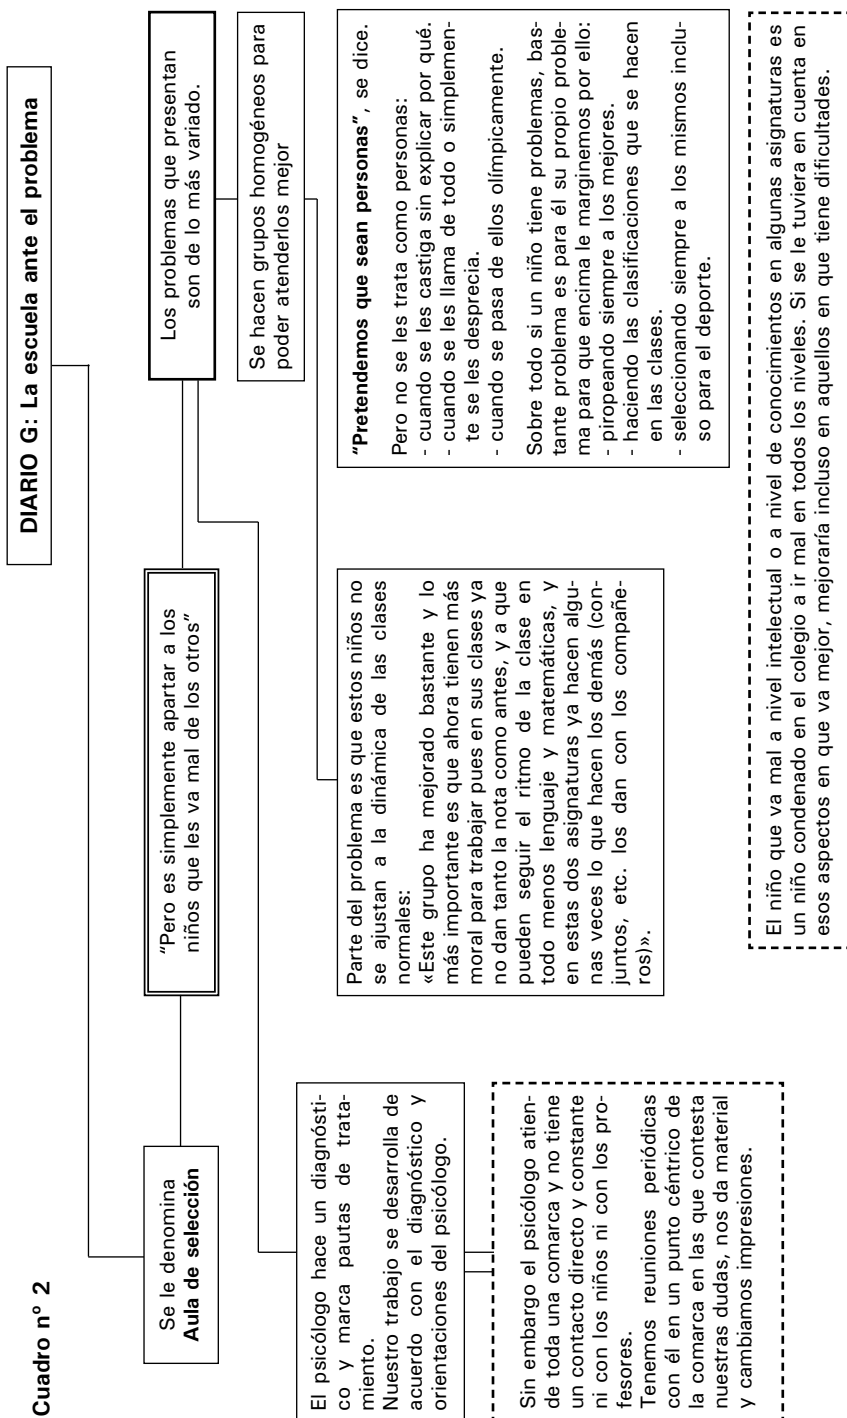 Cuadro nº 2
DIARIO G: La escuela ante el problema
Se le denomina
Aula de selección
"Pero es simplemente apartar a los
niños que les va mal de los otros"
Los problemas que presentan
son de lo más variado.
Se hacen grupos homogéneos para
poder atenderlos mejor
El psicólogo hace un diagnósti-
co y marca pautas de trata-
miento.
Nuestro trabajo se desarrolla de
acuerdo con el diagnóstico y
orientaciones del psicólogo.
Sin embargo el psicólogo atien-
de toda una comarca y no tiene
un contacto directo y constante
ni con los niños ni con los pro-
fesores.
Tenemos reuniones periódicas
con él en un punto céntrico de
la comarca en las que contesta
nuestras dudas, nos da material
y cambiamos impresiones.
Parte del problema es que estos niños no
se ajustan a la dinámica de las clases
normales:
«Este grupo ha mejorado bastante y lo
más importante es que ahora tienen más
moral para trabajar pues en sus clases ya
no dan tanto la nota como antes, y a que
pueden seguir el ritmo de la clase en
todo menos lenguaje y matemáticas, y
en estas dos asignaturas ya hacen algu-
nas veces lo que hacen los demás (con-
juntos, etc. los dan con los compañe-
ros)».
"Pretendemos que sean personas", se dice.
Pero no se les trata como personas:
- cuando se les castiga sin explicar por qué.
- cuando se les llama de todo o simplemen-
te se les desprecia.
- cuando se pasa de ellos olímpicamente.
Sobre todo si un niño tiene problemas, bas-
tante problema es para él su propio proble-
ma para que encima le marginemos por ello:
- piropeando siempre a los mejores.
- haciendo las clasificaciones que se hacen
en las clases.
- seleccionando siempre a los mismos inclu-
so para el deporte.
El niño que va mal a nivel intelectual o a nivel de conocimientos en algunas asignaturas es
un niño condenado en el colegio a ir mal en todos los niveles. Si se le tuviera en cuenta en
esos aspectos en que va mejor, mejoraría incluso en aquellos en que tiene dificultades.